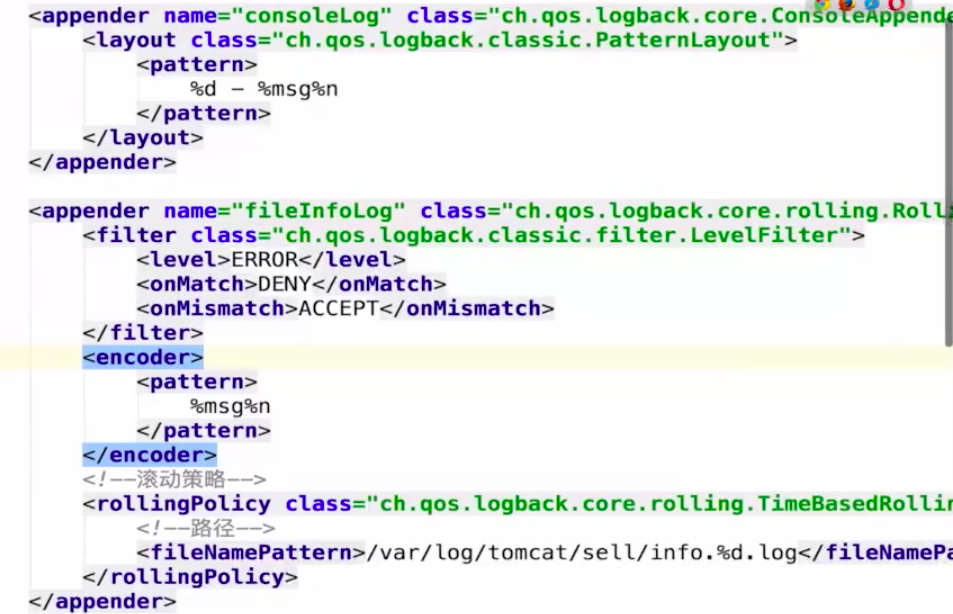 <appender name="consoleLog" class="ch.qos.logback.core.ConsoleAppende
<layout class="ch.qos.logback.classic.PatternLayout">
<pattern>
%d – %msg%n
</pattern>
</layout>
</appender>
<appender name="fileInfoLog" class="ch.qos.logback.core.rolling.Rolli
<filter class="ch.qos.logback.classic.filter.LevelFilter">
<level>ERROR</level>
<onMatch>DENY</onMatch>
<onMismatch>ACCEPT</onMismatch>
</filter>
<encoder>
<pattern>
%msg%n
</pattern>
</encoder>
<!--滚动策略-->
<rollingPolicy class="ch.qos.logback.core.rolling.TimeBasedRollin
<!--路径-->
<fileNamePattern>/var/log/tomcat/sell/info.%d.log</fileNamePa
</rollingPolicy>
</appender>